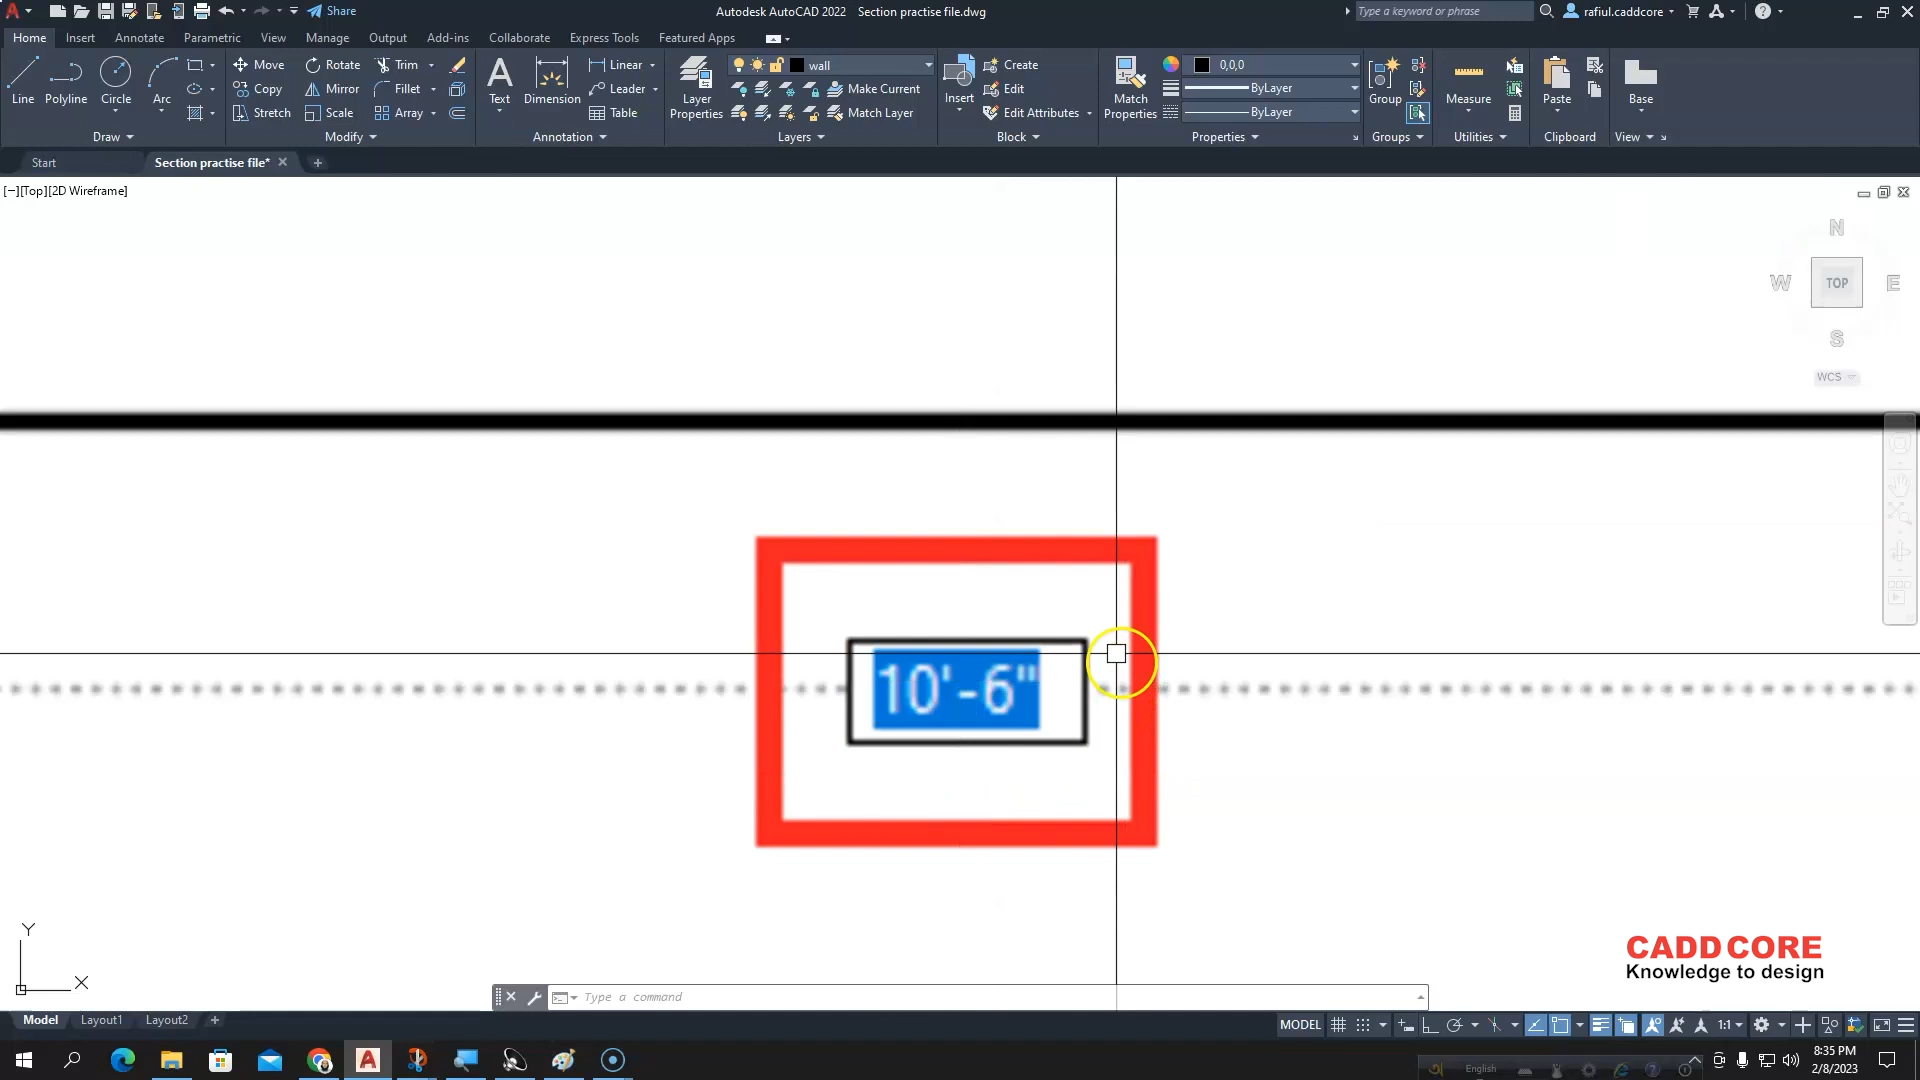 Share
Autodesk AutoCAD 2022 Section practise file.dwg
Type a keyword or phrase
rafiul.caddcore
Home Insert Annotate Parametric View Manage Output Add-ins Collaborate Express Tools Featured Apps
Line Polyline Circle Arc
Move Rotate Trim
Copy Mirror Fillet
Stretch Scale Array
Text Dimension
Linear
Leader
Table
Layer Properties
wall
Make Current
Match Layer
Insert
Create
Edit
Edit Attributes
Match Properties
0,0,0
ByLayer
ByLayer
Group
Measure
Paste
Base
Draw Modify Annotation Layers Block Properties Groups Utilities Clipboard View
Start
Section practise file*
[−][Top][2D Wireframe]
N
W TOP E
S
WCS
10'-6"
Y
X
CADD CORE
Knowledge to design
Type a command
Model Layout1 Layout2
MODEL
1:1
English
8:35 PM
2/8/2023